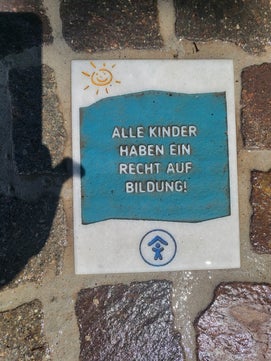 ALLE KINDER
HABEN EIN
RECHT AUF
BILDUNG!